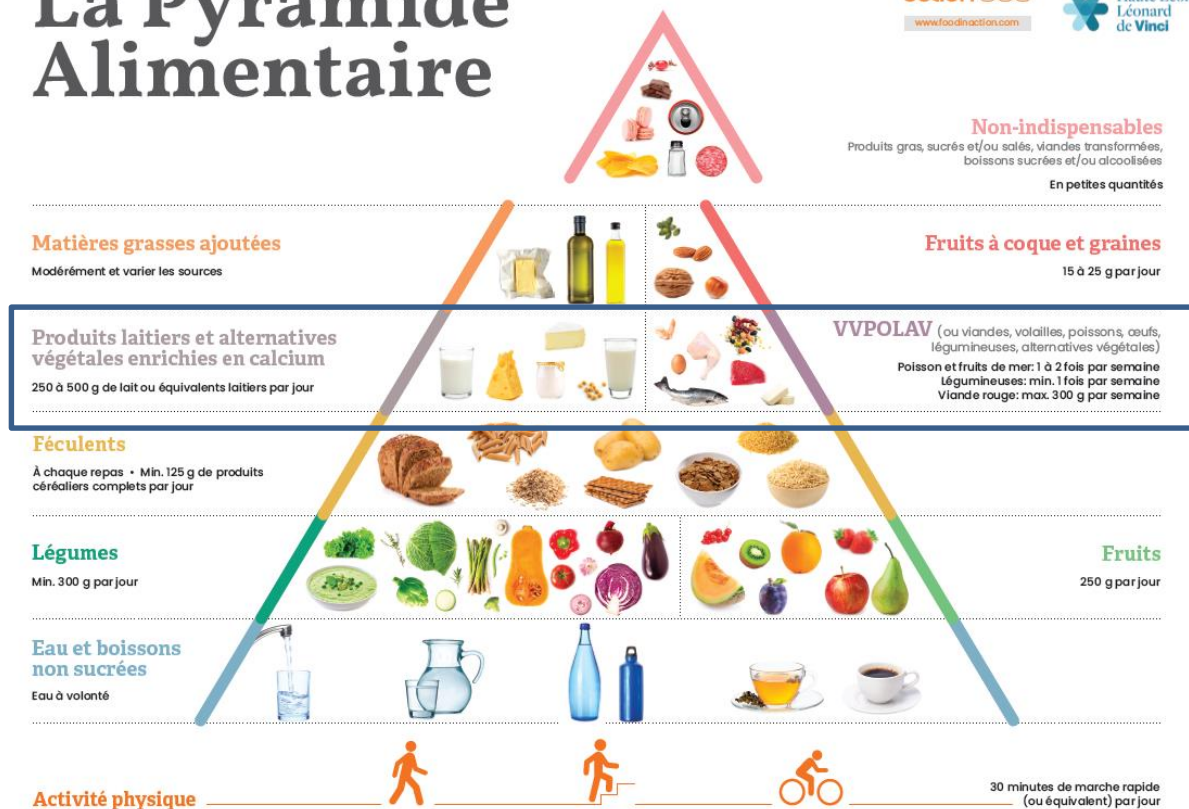 La Pyramide
Alimentaire
www.foodinaction.com
Léonard
de Vinci
Non-indispensables
Produits gras, sucrés et/ou salés, viandes transformées,
boissons sucrées et/ou alcoolisées
En petites quantités
Matières grasses ajoutées
Modérément et varier les sources
Fruits à coque et graines
15 à 25 g par jour
Produits laitiers et alternatives
végétales enrichies en calcium
250 à 500 g de lait ou équivalents laitiers par jour
VVPOLAV (ou viandes, volailles, poissons, œufs,
légumineuses, alternatives végétales)
Poisson et fruits de mer: 1 à 2 fois par semaine
Légumineuses: min. 1 fois par semaine
Viande rouge: max. 300 g par semaine
Féculents
À chaque repas • Min. 125 g de produits
céréaliers complets par jour
Légumes
Min. 300 g par jour
Fruits
250 g par jour
Eau et boissons
non sucrées
Eau à volonté
Activité physique
30 minutes de marche rapide
(ou équivalent) par jour